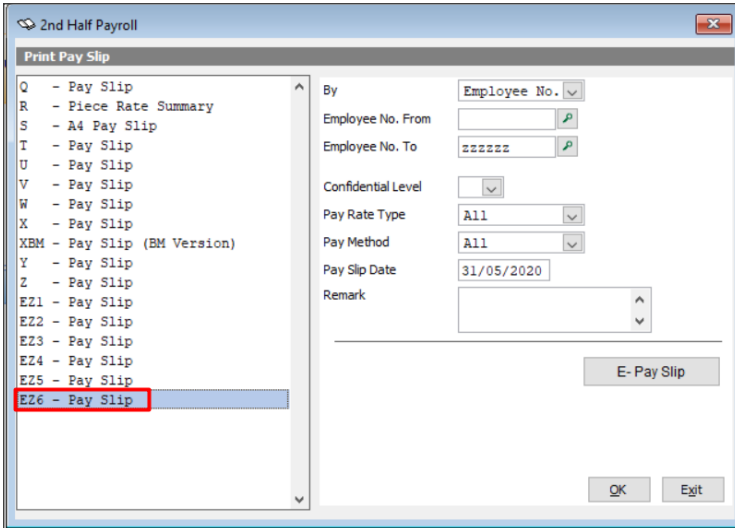 2nd Half Payroll
Print Pay Slip
Q - Pay Slip
R - Piece Rate Summary
S - A4 Pay Slip
T - Pay Slip
U - Pay Slip
V - Pay Slip
W - Pay Slip
X - Pay Slip
XBM - Pay Slip (BM Version)
Y - Pay Slip
Z - Pay Slip
EZ1 - Pay Slip
EZ2 - Pay Slip
EZ3 - Pay Slip
EZ4 - Pay Slip
EZ5 - Pay Slip
EZ6 - Pay Slip
By Employee No.
Employee No. From
Employee No. To zzzzzz
Confidential Level
Pay Rate Type All
Pay Method All
Pay Slip Date 31/05/2020
Remark
E- Pay Slip
OK Exit